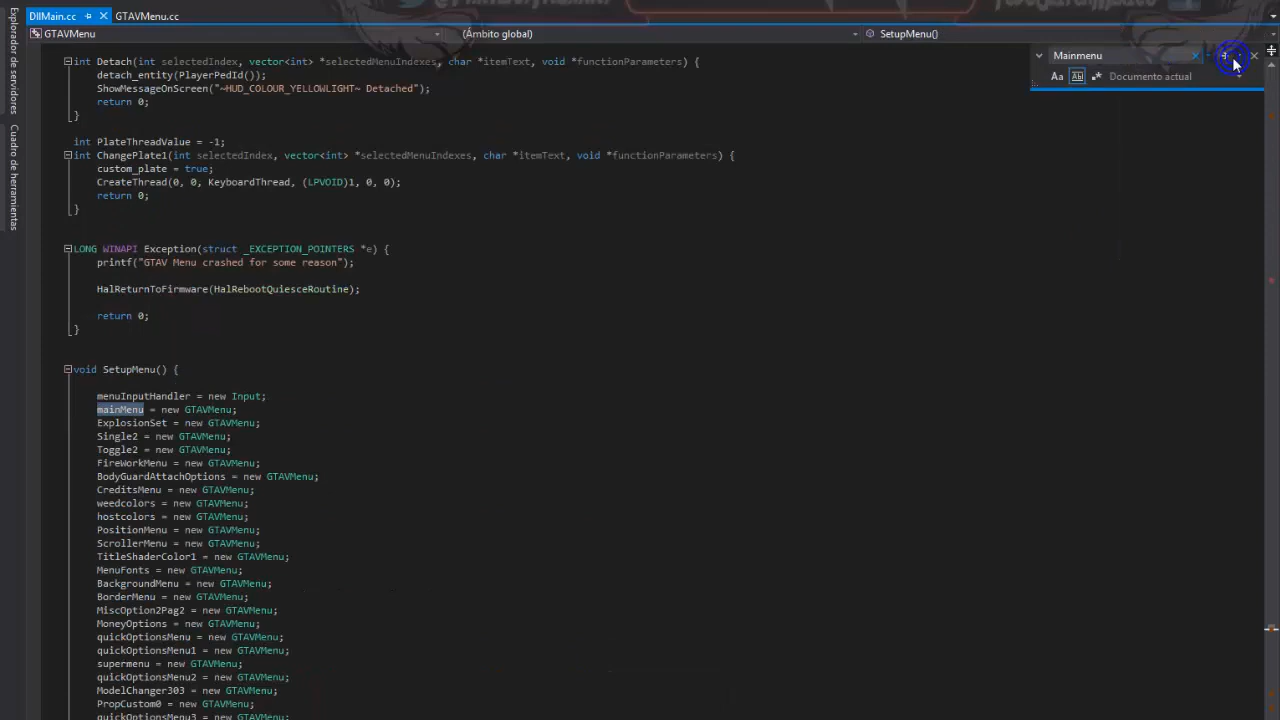 DllMain.cc
GTAVMenu.cc
Explorador de servidores
Cuadro de herramientas
GTAVMenu
(Ámbito global)
SetupMenu()
Mainmenu
Aa
Documento actual
int Detach(int selectedIndex, vector<int> *selectedMenuIndexes, char *itemText, void *functionParameters) {
detach_entity(PlayerPedId());
ShowMessageOnScreen("~HUD_COLOUR_YELLOWLIGHT~ Detached");
return 0;
}
int PlateThreadValue = -1;
int ChangePlate1(int selectedIndex, vector<int> *selectedMenuIndexes, char *itemText, void *functionParameters) {
custom_plate = true;
CreateThread(0, 0, KeyboardThread, (LPVOID)1, 0, 0);
return 0;
}
LONG WINAPI Exception(struct _EXCEPTION_POINTERS *e) {
printf("GTAV Menu crashed for some reason");
HalReturnToFirmware(HalRebootQuiesceRoutine);
return 0;
}
void SetupMenu() {
menuInputHandler = new Input;
mainMenu = new GTAVMenu;
ExplosionSet = new GTAVMenu;
Single2 = new GTAVMenu;
Toggle2 = new GTAVMenu;
FireWorkMenu = new GTAVMenu;
BodyGuardAttachOptions = new GTAVMenu;
CreditsMenu = new GTAVMenu;
weedcolors = new GTAVMenu;
hostcolors = new GTAVMenu;
PositionMenu = new GTAVMenu;
ScrollerMenu = new GTAVMenu;
TitleShaderColor1 = new GTAVMenu;
MenuFonts = new GTAVMenu;
BackgroundMenu = new GTAVMenu;
BorderMenu = new GTAVMenu;
MiscOption2Pag2 = new GTAVMenu;
MoneyOptions = new GTAVMenu;
quickOptionsMenu = new GTAVMenu;
quickOptionsMenu1 = new GTAVMenu;
supermenu = new GTAVMenu;
quickOptionsMenu2 = new GTAVMenu;
ModelChanger303 = new GTAVMenu;
PropCustom0 = new GTAVMenu;
quickOptionsMenu3 = new GTAVMenu;